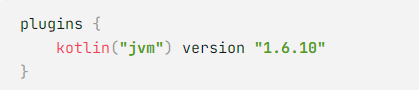 plugins {
    kotlin("jvm") version "1.6.10"
}